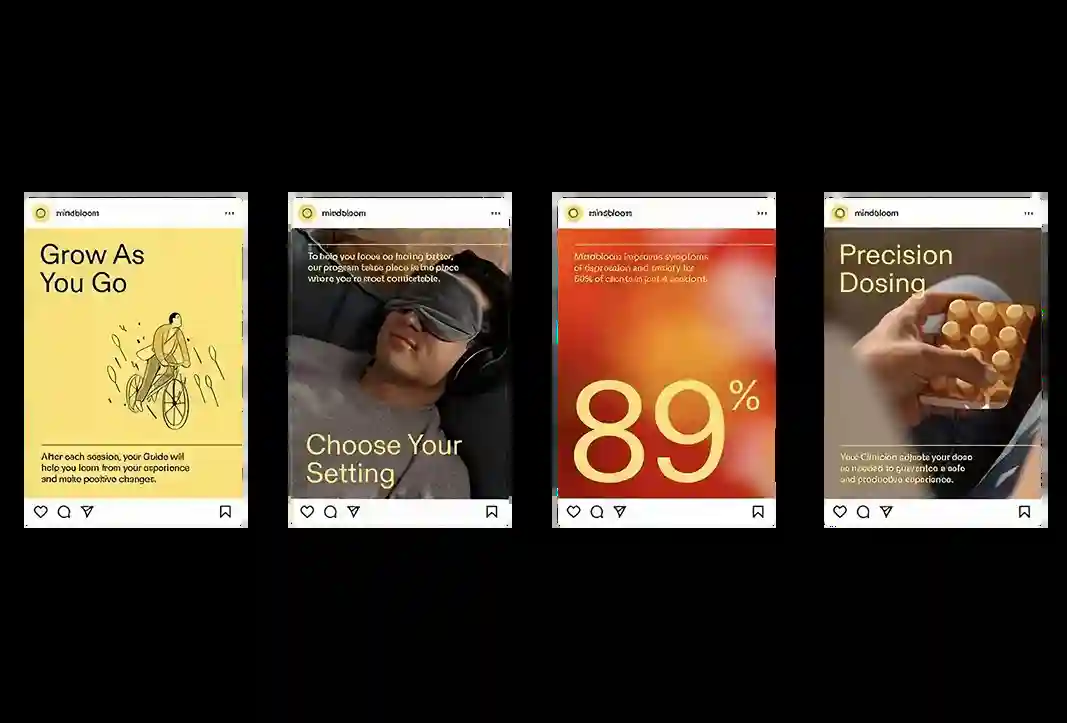 mindbloom
Grow As
You Go
After each session, your Guide will
help you learn from your experience
and make positive changes.
mindbloom
To help you focus on feeling better,
our program takes place in the place
where you're most comfortable.
Choose Your
Setting
mindbloom
Mindbloom improves symptoms
of depression and anxiety for
of clients in just 4 sessions.
89%
mindbloom
Precision
Dosing
Your Clinician adjusts your dose
as needed to guarantee a safe
and productive experience.